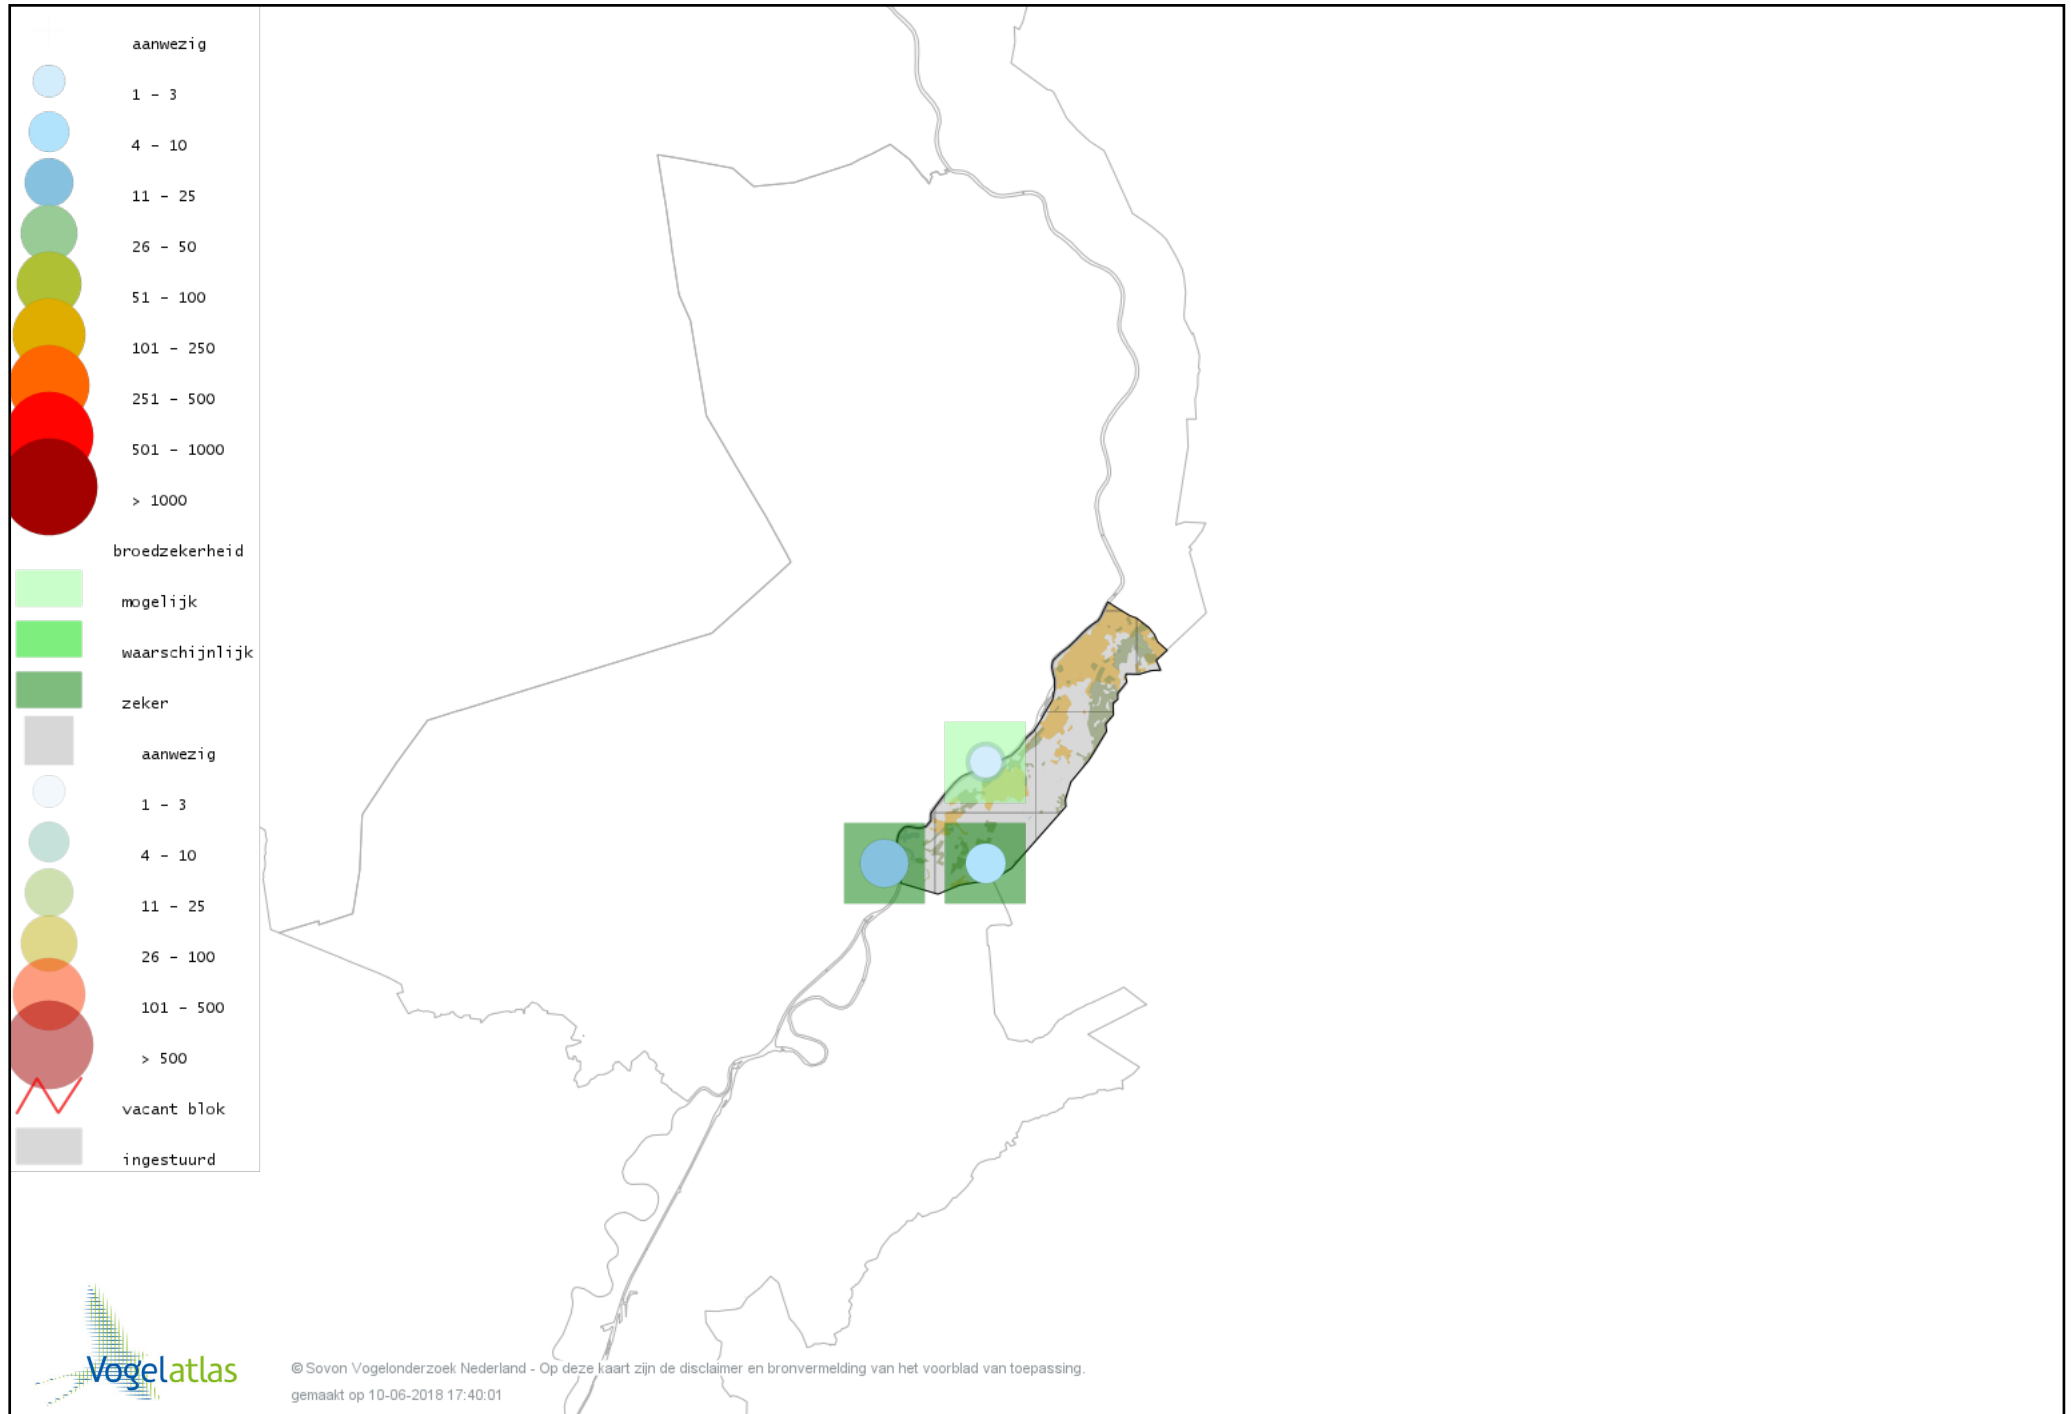 aanwezig
1 - 3
4 - 10
11 - 25
26 - 50
51 - 100
101 - 250
251 - 500
501 - 1000
> 1000
broedzekerheid
mogelijk
waarschijnlijk
zeker
aanwezig
1 - 3
4 - 10
11 - 25
26 - 100
101 - 500
> 500
vacant blok
ingestuurd
Vogelatlas
© Sovon Vogelonderzoek Nederland - Op deze kaart zijn de disclaimer en bronvermelding van het voorblad van toepassing.
gemaakt op 10-06-2018 17:40:01